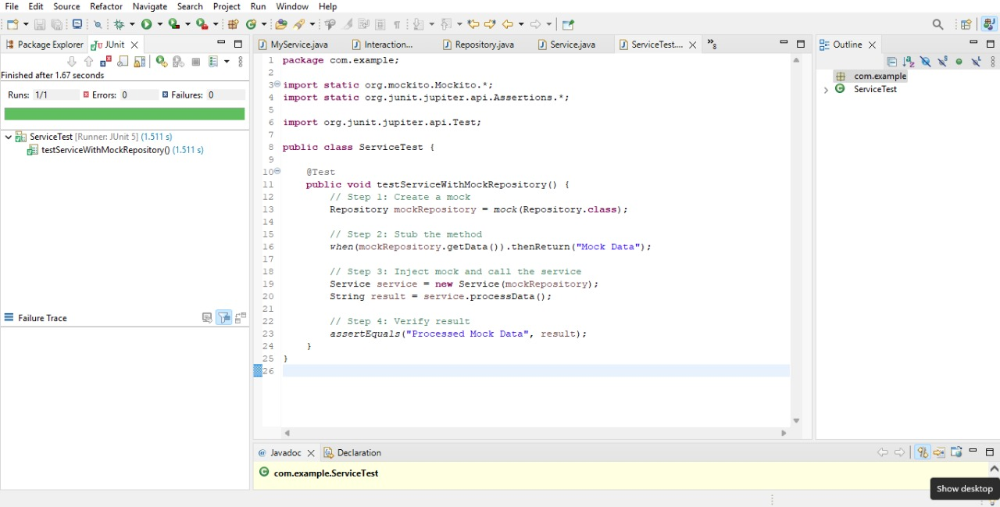 File Edit Source Refactor Navigate Search Project Run Window Help
Package Explorer JUnit
Finished after 1.67 seconds
Runs: 1/1 Errors: 0 Failures: 0
ServiceTest [Runner: JUnit 5] (1.511 s)
testServiceWithMockRepository() (1.511 s)
Failure Trace
MyService.java Interaction... Repository.java Service.java ServiceTest.... 8
1 package com.example;
2
3 import static org.mockito.Mockito.*;
4 import static org.junit.jupiter.api.Assertions.*;
5
6 import org.junit.jupiter.api.Test;
7
8 public class ServiceTest {
9
10 @Test
11 public void testServiceWithMockRepository() {
12 // Step 1: Create a mock
13 Repository mockRepository = mock(Repository.class);
14
15 // Step 2: Stub the method
16 when(mockRepository.getData()).thenReturn("Mock Data");
17
18 // Step 3: Inject mock and call the service
19 Service service = new Service(mockRepository);
20 String result = service.processData();
21
22 // Step 4: Verify result
23 assertEquals("Processed Mock Data", result);
24 }
25 }
26
Javadoc Declaration
com.example.ServiceTest
Outline
com.example
ServiceTest
Show desktop